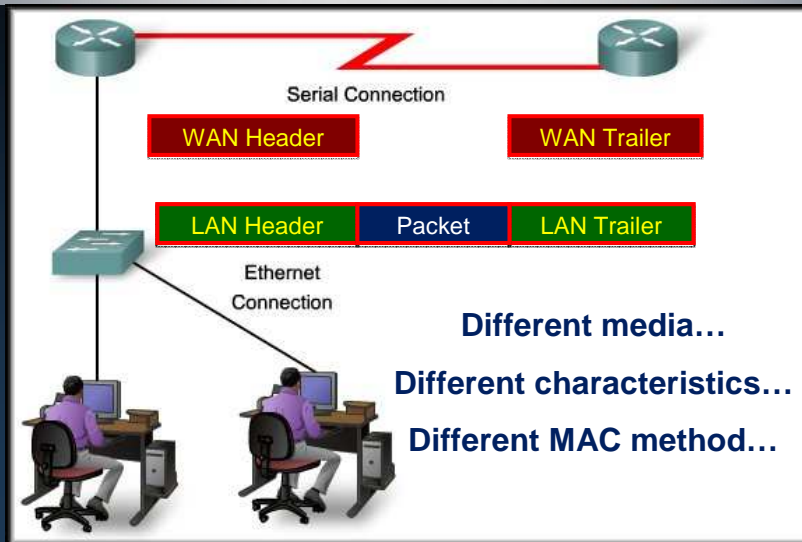 Serial Connection
WAN Header WAN Trailer
LAN Header Packet LAN Trailer
Ethernet
Connection
Different media…
Different characteristics…
Different MAC method…